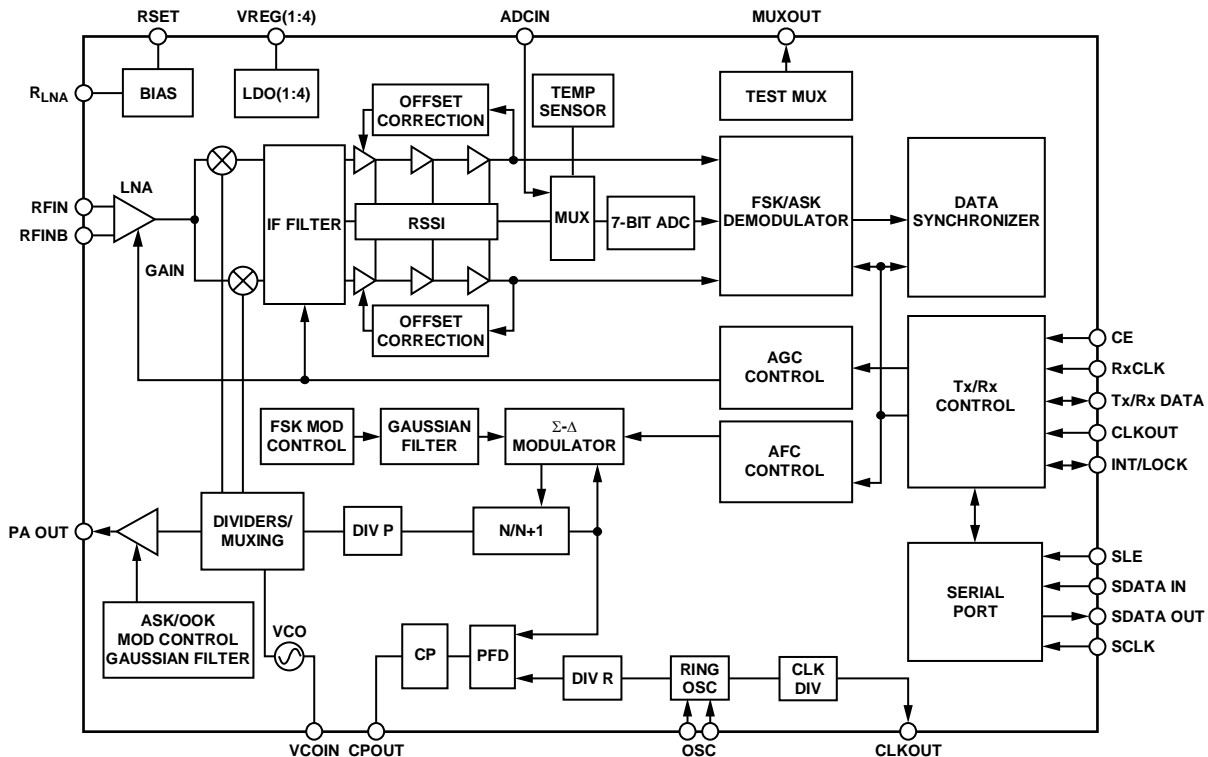 RSET
VREG(1:4)
ADCIN
MUXOUT
RLNA
BIAS
LDO(1:4)
OFFSET
CORRECTION
TEMP
SENSOR
TEST MUX
LNA
RFIN
RFINB
GAIN
IF FILTER
RSSI
MUX
7-BIT ADC
FSK/ASK
DEMODULATOR
DATA
SYNCHRONIZER
OFFSET
CORRECTION
AGC
CONTROL
Tx/Rx
CONTROL
CE
RxCLK
Tx/Rx DATA
CLKOUT
INT/LOCK
FSK MOD
CONTROL
GAUSSIAN
FILTER
Σ-Δ
MODULATOR
AFC
CONTROL
PA OUT
DIVIDERS/
MUXING
DIV P
N/N+1
SERIAL
PORT
SLE
SDATA IN
SDATA OUT
SCLK
ASK/OOK
MOD CONTROL
GAUSSIAN FILTER
VCO
CP
PFD
DIV R
RING
OSC
CLK
DIV
VCOIN
CPOUT
OSC
CLKOUT